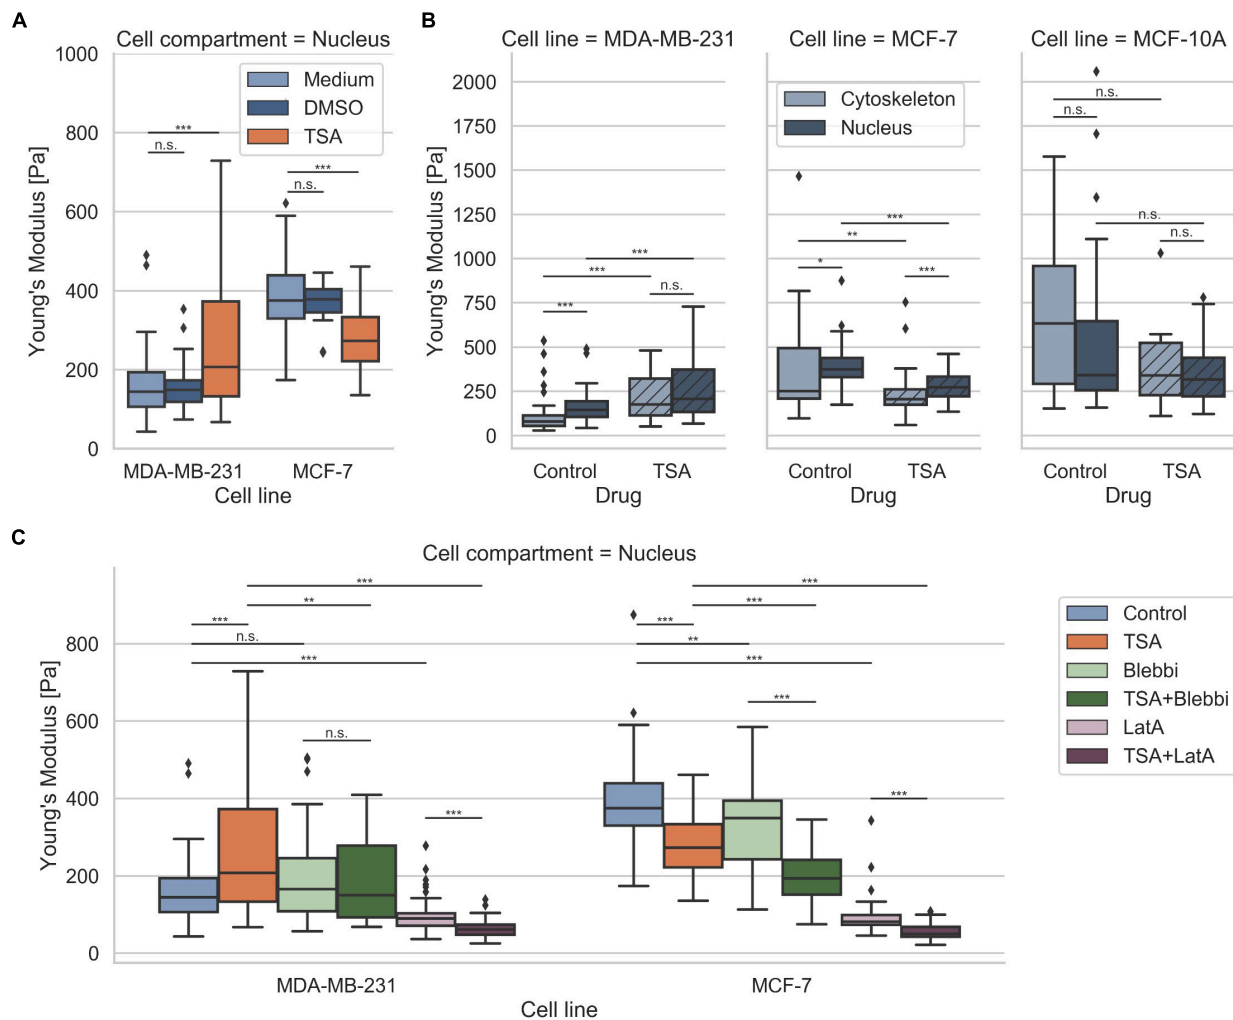 A
Cell compartment = Nucleus
Young's Modulus [Pa]
1000
800
600
400
200
0
Medium
DMSO
TSA
***
n.s.
***
n.s.
MDA-MB-231
MCF-7
Cell line
B
Cell line = MDA-MB-231
Cell line = MCF-7
Cell line = MCF-10A
Young's Modulus [Pa]
2000
1750
1500
1250
1000
750
500
250
0
***
***
***
n.s.
Control
TSA
Drug
Cytoskeleton
Nucleus
***
**
*
***
Control
TSA
Drug
n.s.
n.s.
n.s.
n.s.
Control
TSA
Drug
C
Cell compartment = Nucleus
Young's Modulus [Pa]
800
600
400
200
0
***
**
***
n.s.
***
n.s.
***
***
***
***
**
***
***
***
MDA-MB-231
MCF-7
Cell line
Control
TSA
Blebbi
TSA+Blebbi
LatA
TSA+LatA